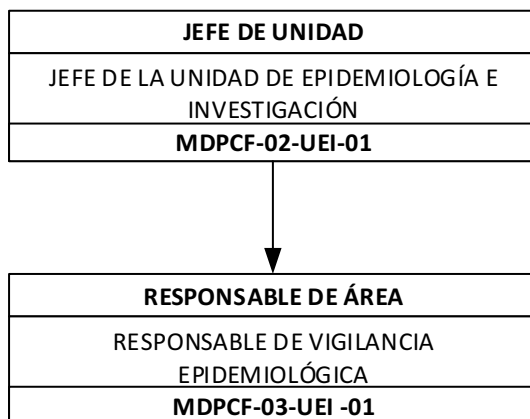 JEFE DE UNIDAD
JEFE DE LA UNIDAD DE EPIDEMIOLOGÍA E
INVESTIGACIÓN
MDPCF-02-UEI-01
RESPONSABLE DE ÁREA
RESPONSABLE DE VIGILANCIA
EPIDEMIOLÓGICA
MDPCF-03-UEI -01